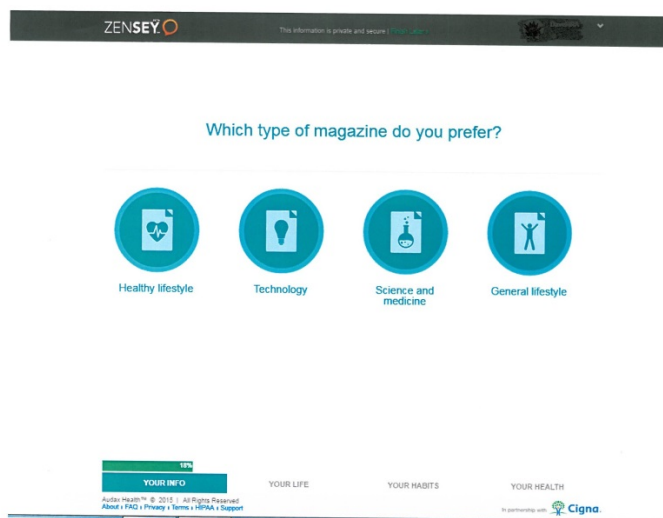 ZENSEY
This information is private and secure (
Which type of magazine do you prefer?
Healthy lifestyle
Technology
Science and
medicine
General lifestyle
18%
YOUR INFO
YOUR LIFE
YOUR HABITS
YOUR HEALTH
Audax Health™ © 2015 | All Rights Reserved
About • FAQ • Privacy • Terms • HIPAA • Support
In partnership with Cigna.